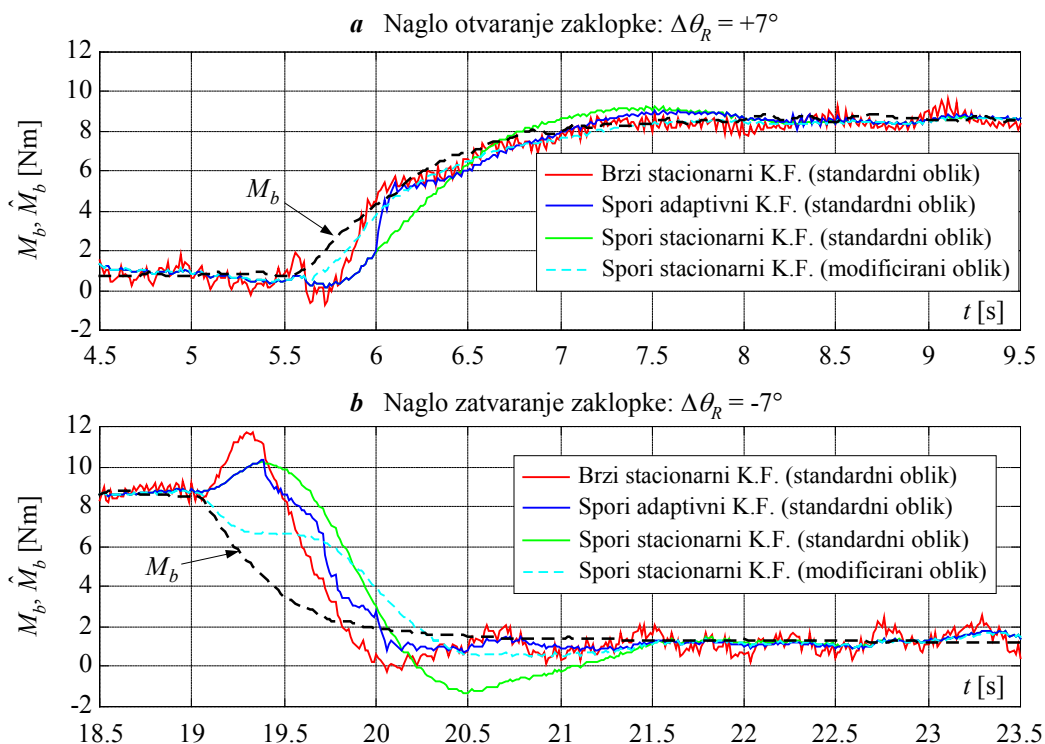 a Naglo otvaranje zaklopke: Δθ_R = +7°
12
10
8
6
4
2
0
-2
M_b, M̂_b [Nm]
M_b
Brzi stacionarni K.F. (standardni oblik)
Spori adaptivni K.F. (standardni oblik)
Spori stacionarni K.F. (standardni oblik)
Spori stacionarni K.F. (modificirani oblik)
t [s]
4.5 5 5.5 6 6.5 7 7.5 8 8.5 9 9.5
b Naglo zatvaranje zaklopke: Δθ_R = -7°
12
10
8
6
4
2
0
-2
M_b, M̂_b [Nm]
M_b
Brzi stacionarni K.F. (standardni oblik)
Spori adaptivni K.F. (standardni oblik)
Spori stacionarni K.F. (standardni oblik)
Spori stacionarni K.F. (modificirani oblik)
t [s]
18.5 19 19.5 20 20.5 21 21.5 22 22.5 23 23.5